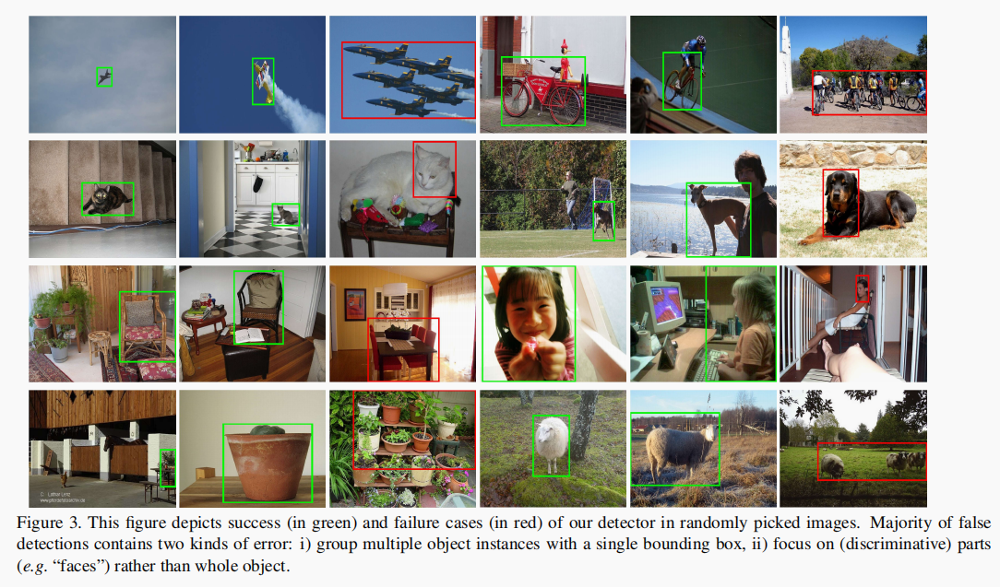 C Lothar Lenz
www.pferdefotoarchiv.de
Figure 3. This figure depicts success (in green) and failure cases (in red) of our detector in randomly picked images. Majority of false
detections contains two kinds of error: i) group multiple object instances with a single bounding box, ii) focus on (discriminative) parts
(e.g. “faces”) rather than whole object.